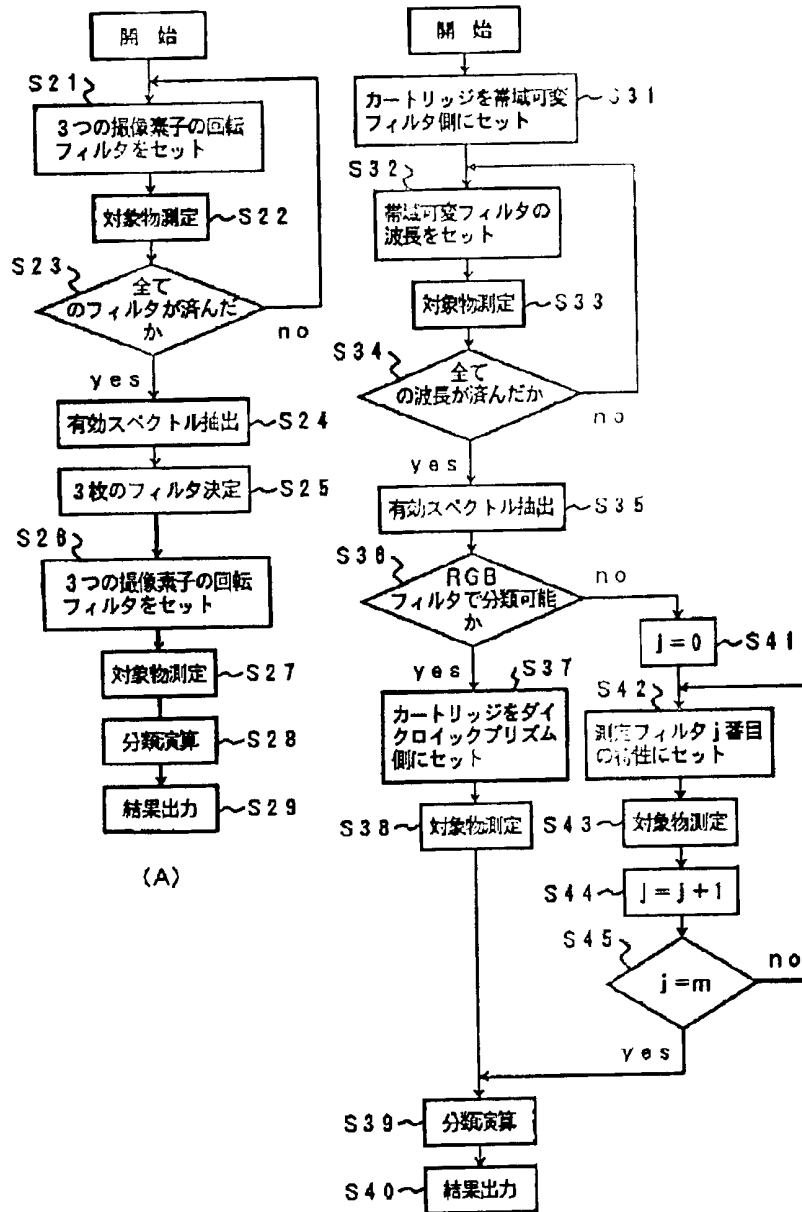 開始
S21
3つの撮像素子の回転
フィルタをセット
対象物測定
S22
S23
全て
のフィルタが済んだ
か
no
yes
有効スペクトル抽出
S24
3枚のフィルタ決定
S25
S26
3つの撮像素子の回転
フィルタをセット
対象物測定
S27
分類演算
S28
結果出力
S29
(A)
開始
カートリッジを帯域可変
フィルタ側にセット
S31
S32
帯域可変フィルタの
波長をセット
対象物測定
S33
S34
全て
の波長が済んだか
no
yes
有効スペクトル抽出
S35
S36
RGB
フィルタで分類可能
か
no
yes
S37
カートリッジをダイ
クロイックプリズム
側にセット
S38
対象物測定
j=0
S41
S42
測定フィルタj番目
の特性にセット
S43
対象物測定
S44
j=j+1
S45
j=m
no
yes
S39
分類演算
S40
結果出力